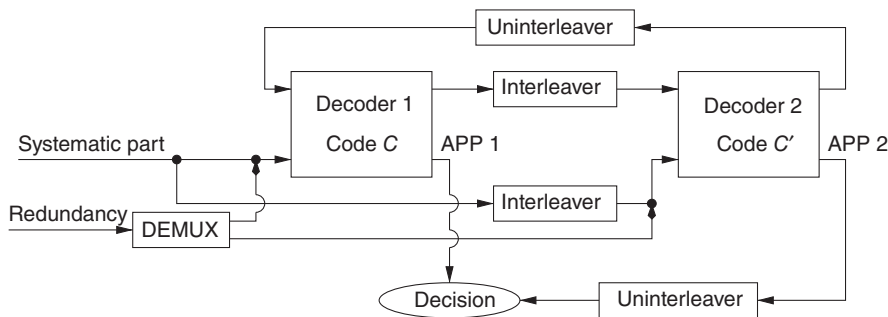 Uninterleaver
Decoder 1
Code C
Interleaver
Decoder 2
Code C′
Systematic part
APP 1
APP 2
Redundancy
DEMUX
Interleaver
Decision
Uninterleaver